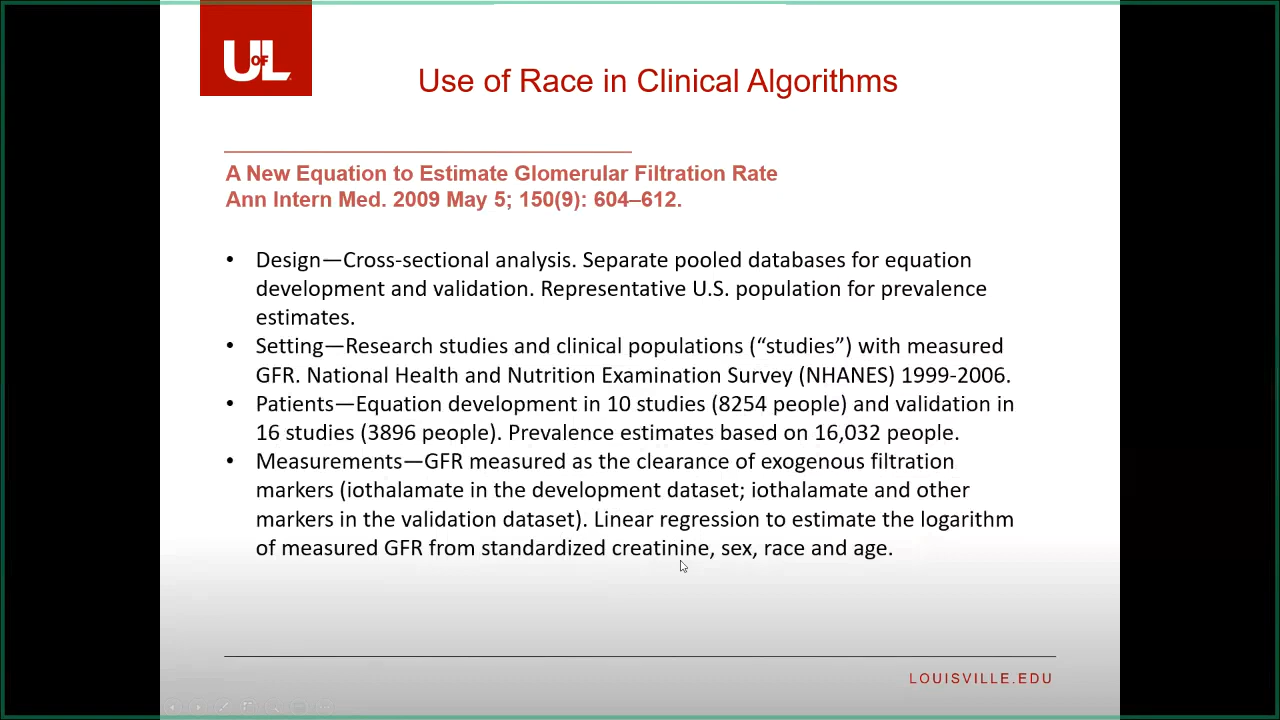 UofL
Use of Race in Clinical Algorithms
A New Equation to Estimate Glomerular Filtration Rate
Ann Intern Med. 2009 May 5; 150(9): 604–612.
• Design—Cross-sectional analysis. Separate pooled databases for equation
development and validation. Representative U.S. population for prevalence
estimates.
• Setting—Research studies and clinical populations (“studies”) with measured
GFR. National Health and Nutrition Examination Survey (NHANES) 1999-2006.
• Patients—Equation development in 10 studies (8254 people) and validation in
16 studies (3896 people). Prevalence estimates based on 16,032 people.
• Measurements—GFR measured as the clearance of exogenous filtration
markers (iothalamate in the development dataset; iothalamate and other
markers in the validation dataset). Linear regression to estimate the logarithm
of measured GFR from standardized creatinine, sex, race and age.
LOUISVILLE.EDU